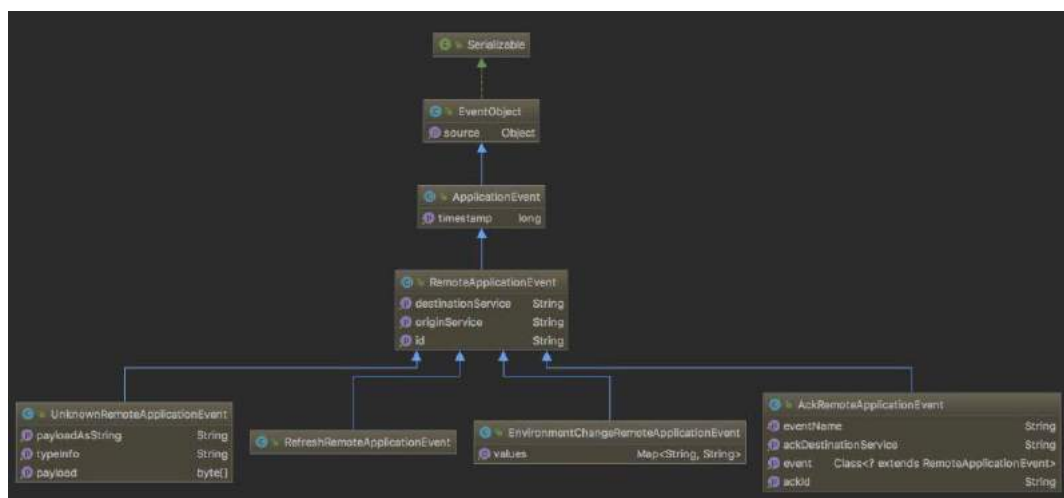 Serializable
EventObject
source Object
ApplicationEvent
timestamp long
RemoteApplicationEvent
destinationService String
originService String
id String
UnknownRemoteApplicationEvent
payloadAsString String
typeInfo String
payload byte[]
RefreshRemoteApplicationEvent
EnvironmentChangeRemoteApplicationEvent
values Map<String, String>
AckRemoteApplicationEvent
eventName String
ackDestinationService String
event Class<? extends RemoteApplicationEvent>
ackId String